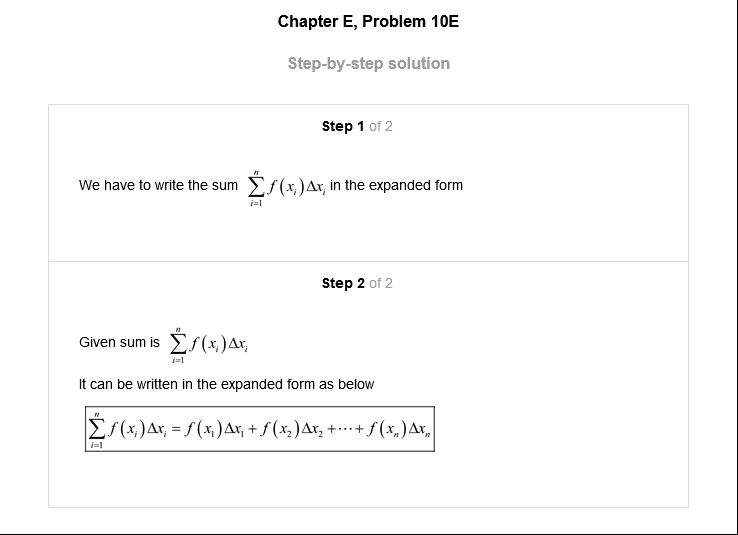 Chapter E, Problem 10E
Step-by-step solution
Step 1 of 2
We have to write the sum $\sum_{i=1}^{n} f(x_i)\Delta x_i$ in the expanded form
Step 2 of 2
Given sum is $\sum_{i=1}^{n} f(x_i)\Delta x_i$
It can be written in the expanded form as below
$\sum_{i=1}^{n} f(x_i)\Delta x_i = f(x_1)\Delta x_1 + f(x_2)\Delta x_2 + \cdots + f(x_n)\Delta x_n$